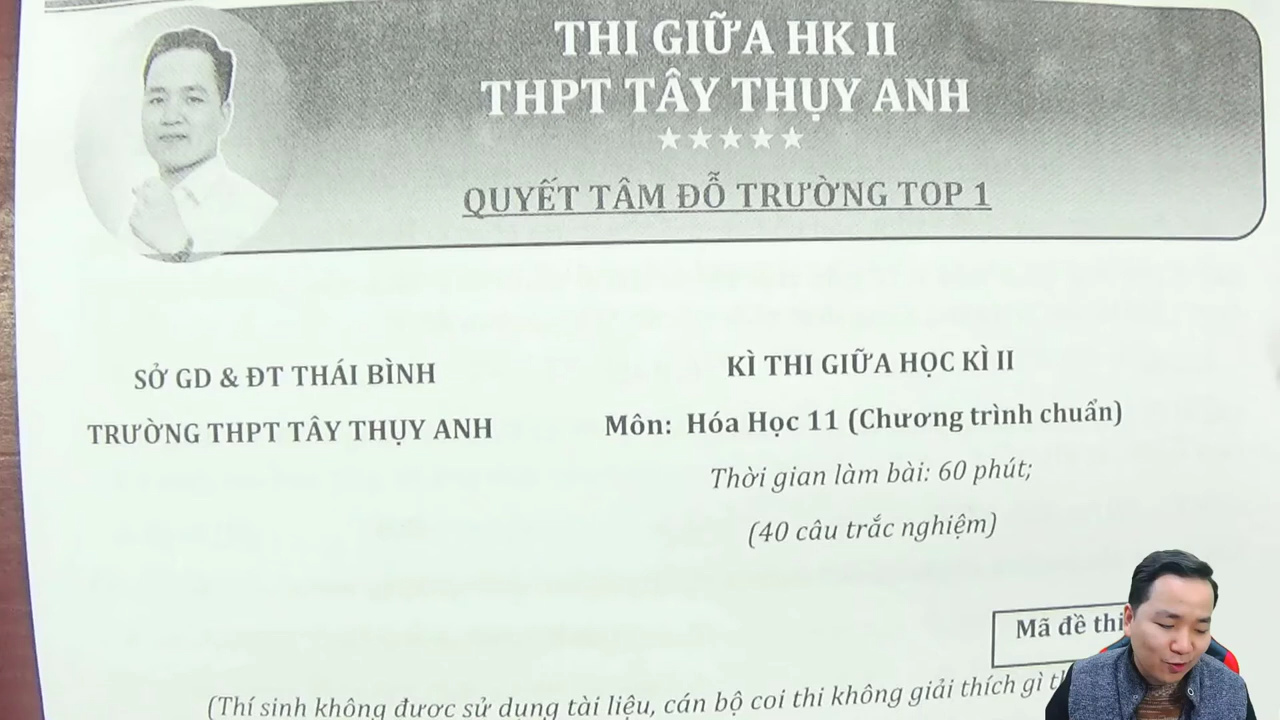 THI GIỮA HK II
THPT TÂY THỤY ANH
QUYẾT TÂM ĐỖ TRƯỜNG TOP 1
SỞ GD & ĐT THÁI BÌNH
TRƯỜNG THPT TÂY THỤY ANH
KÌ THI GIỮA HỌC KÌ II
Môn: Hóa Học 11 (Chương trình chuẩn)
Thời gian làm bài: 60 phút;
(40 câu trắc nghiệm)
Mã đề thi
(Thí sinh không được sử dụng tài liệu, cán bộ coi thi không giải thích gì